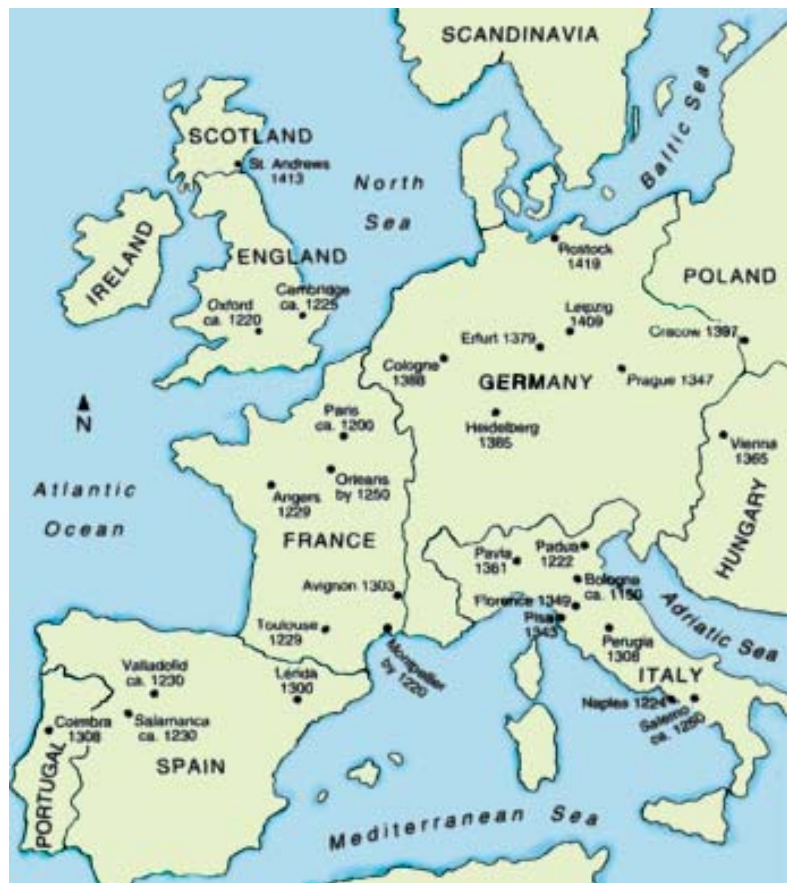 SCANDINAVIA
Baltic Sea
SCOTLAND
St. Andrews
1413
North
Sea
IRELAND
ENGLAND
Cambridge
ca. 1225
Oxford
ca. 1220
Rostock
1419
POLAND
Leipzig
1409
Erfurt 1379
Cracow 1397
Cologne
1388
GERMANY
Prague 1347
N
Paris
ca. 1200
Heidelberg
1385
Vienna
1365
Atlantic
Ocean
Orleans
by 1250
Angers
1229
HUNGARY
FRANCE
Pavia
1361
Padua
1222
Avignon 1303
Bologna
ca. 1150
Florence 1349
Adriatic Sea
Toulouse
1229
Pisa
1343
Montpellier
by 1220
Perugia
1308
Valladolid
ca. 1230
Lerida
1300
ITALY
Naples 1224
Salerno
ca. 1250
Coimbra
1308
Salamanca
ca. 1230
PORTUGAL
SPAIN
Mediterranean Sea